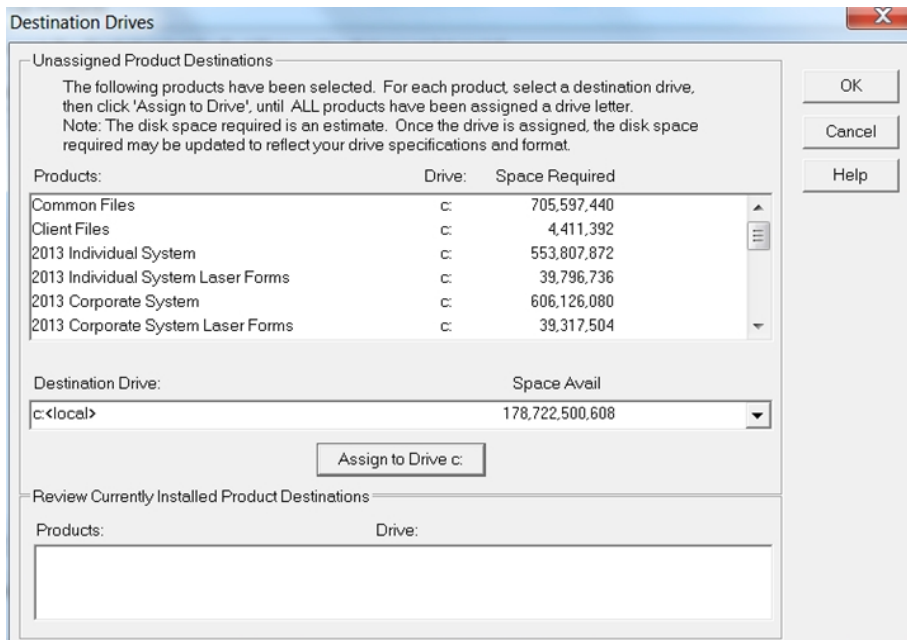 Destination Drives
Unassigned Product Destinations
The following products have been selected. For each product, select a destination drive,
then click 'Assign to Drive', until ALL products have been assigned a drive letter.
Note: The disk space required is an estimate. Once the drive is assigned, the disk space
required may be updated to reflect your drive specifications and format.
OK
Cancel
Help
Products: Drive: Space Required
Common Files c: 705,597,440
Client Files c: 4,411,392
2013 Individual System c: 553,807,872
2013 Individual System Laser Forms c: 39,796,736
2013 Corporate System c: 606,126,080
2013 Corporate System Laser Forms c: 39,317,504
Destination Drive: Space Avail
c:<local> 178,722,500,608
Assign to Drive c:
Review Currently Installed Product Destinations
Products: Drive: